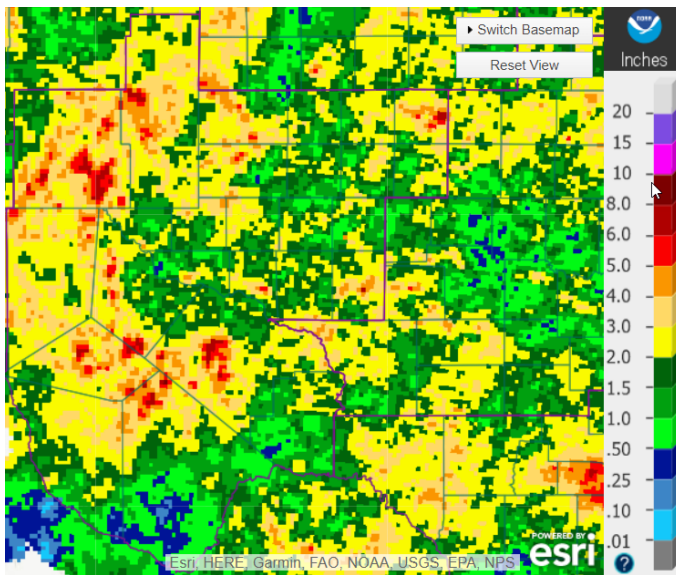 Switch Basemap
Reset View
NOAA
Inches
20
15
10
8.0
6.0
5.0
4.0
3.0
2.0
1.5
1.0
.50
.25
.10
.01
?
POWERED BY
esri
Esri, HERE, Garmin, FAO, NOAA, USGS, EPA, NPS